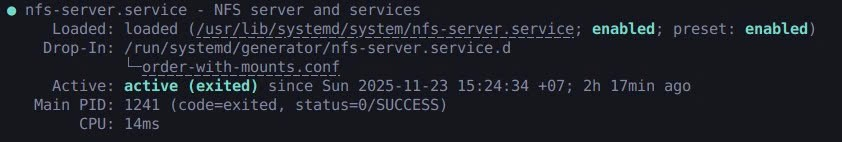 ● nfs-server.service - NFS server and services
Loaded: loaded (/usr/lib/systemd/system/nfs-server.service; enabled; preset: enabled)
Drop-In: /run/systemd/generator/nfs-server.service.d
└─order-with-mounts.conf
Active: active (exited) since Sun 2025-11-23 15:24:34 +07; 2h 17min ago
Main PID: 1241 (code=exited, status=0/SUCCESS)
CPU: 14ms